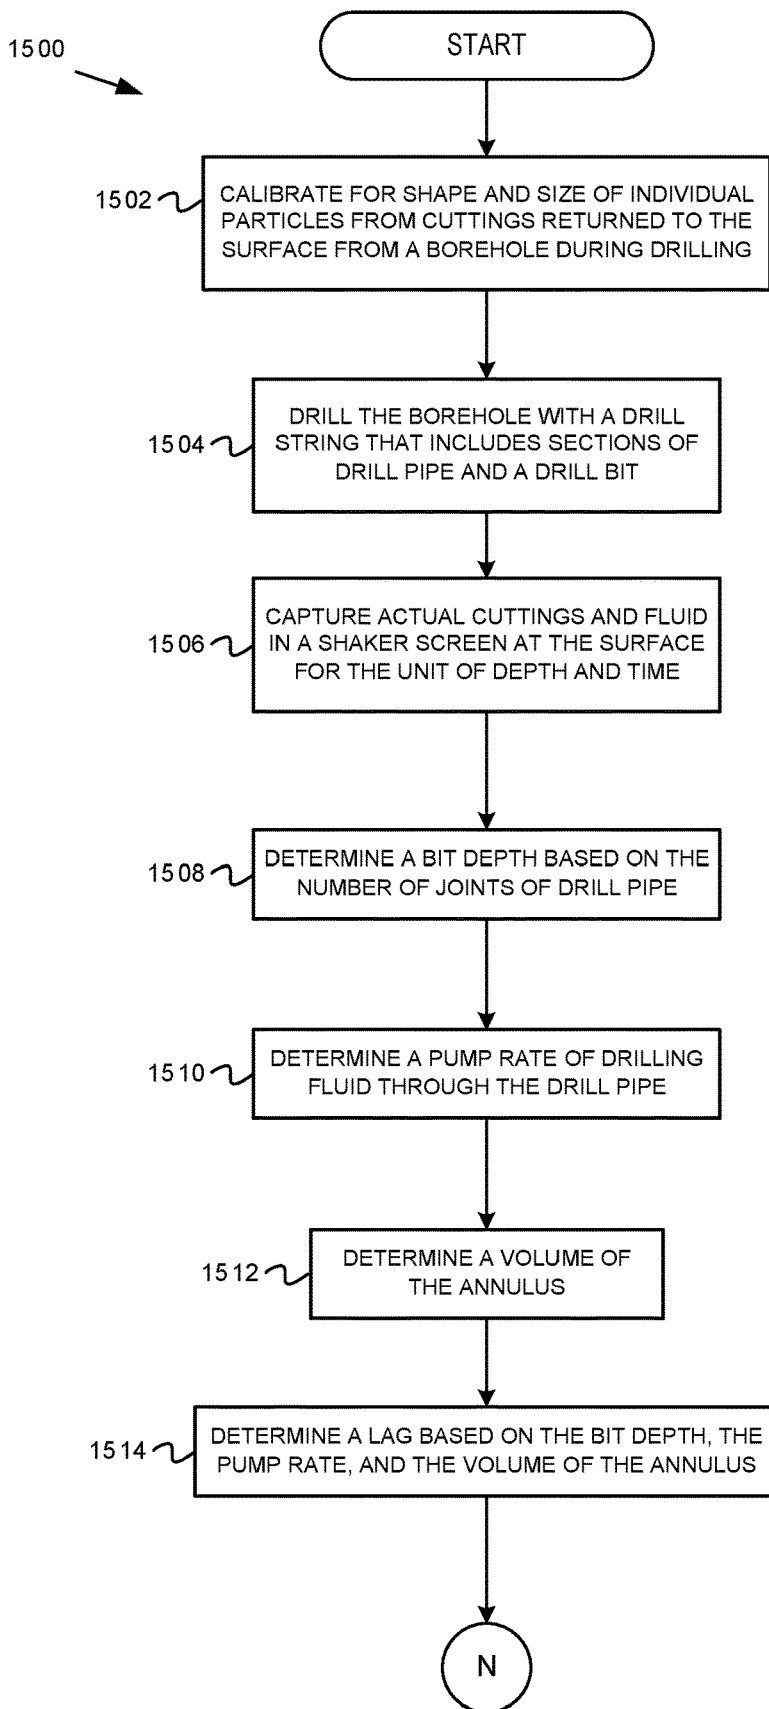 1500
START
1502
CALIBRATE FOR SHAPE AND SIZE OF INDIVIDUAL
PARTICLES FROM CUTTINGS RETURNED TO THE
SURFACE FROM A BOREHOLE DURING DRILLING
1504
DRILL THE BOREHOLE WITH A DRILL
STRING THAT INCLUDES SECTIONS OF
DRILL PIPE AND A DRILL BIT
1506
CAPTURE ACTUAL CUTTINGS AND FLUID
IN A SHAKER SCREEN AT THE SURFACE
FOR THE UNIT OF DEPTH AND TIME
1508
DETERMINE A BIT DEPTH BASED ON THE
NUMBER OF JOINTS OF DRILL PIPE
1510
DETERMINE A PUMP RATE OF DRILLING
FLUID THROUGH THE DRILL PIPE
1512
DETERMINE A VOLUME OF
THE ANNULUS
1514
DETERMINE A LAG BASED ON THE BIT DEPTH, THE
PUMP RATE, AND THE VOLUME OF THE ANNULUS
N